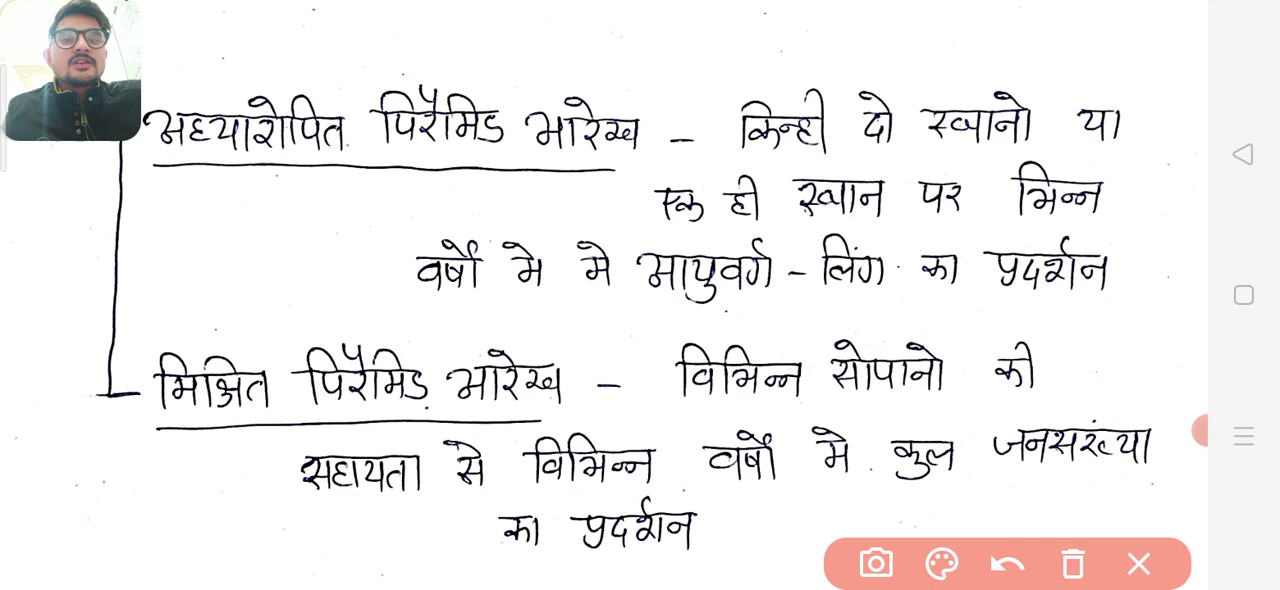 अध्यारोपित पिरैमिड आरेख - किन्ही दो स्थानो या
एक ही स्थान पर भिन्न
वर्षो मे मे आयुवर्ग - लिंग का प्रदर्शन
मिश्रित पिरैमिड आरेख - विभिन्न सोपानो की
सहायता से विभिन्न वर्षो मे कुल जनसंख्या
का प्रदर्शन